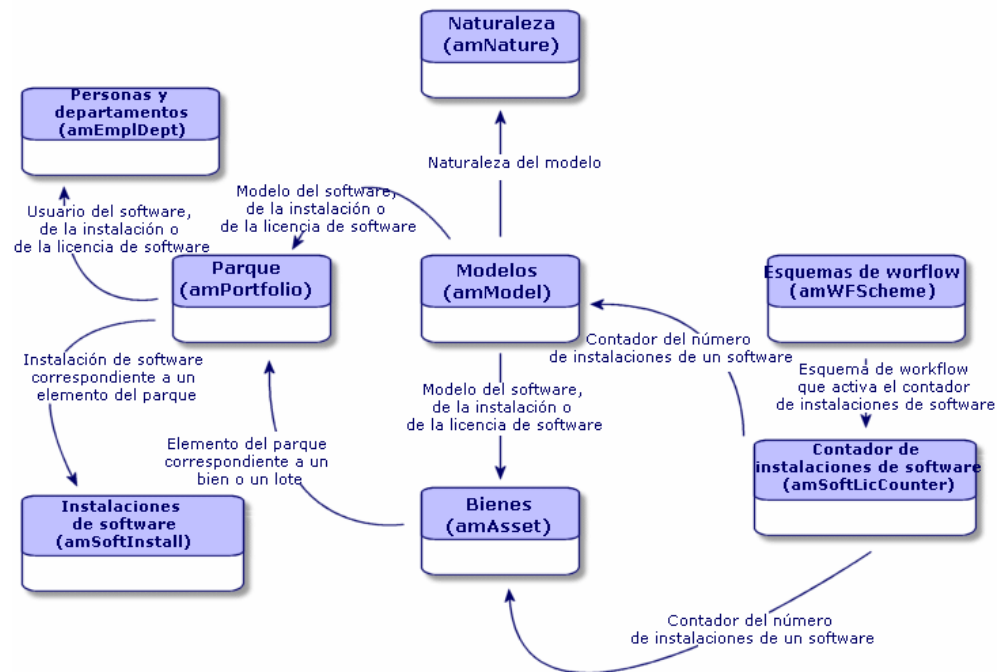 Naturaleza
(amNature)
Personas y
departamentos
(amEmplDept)
Naturaleza del modelo
Modelo del software,
de la instalación o
de la licencia de software
Usuario del software,
de la instalación o
de la licencia de software
Parque
(amPortfolio)
Modelos
(amModel)
Esquemas de worflow
(amWFScheme)
Contador del número
de instalaciones de un software
Instalación de software
correspondiente a un
elemento del parque
Esquema de workflow
que activa el contador
de instalaciones de software
Modelo del software,
de la instalación o
de la licencia de software
Elemento del parque
correspondiente a un
bien o un lote
Contador de
instalaciones de software
(amSoftLicCounter)
Instalaciones
de software
(amSoftInstall)
Bienes
(amAsset)
Contador del número
de instalaciones de un software